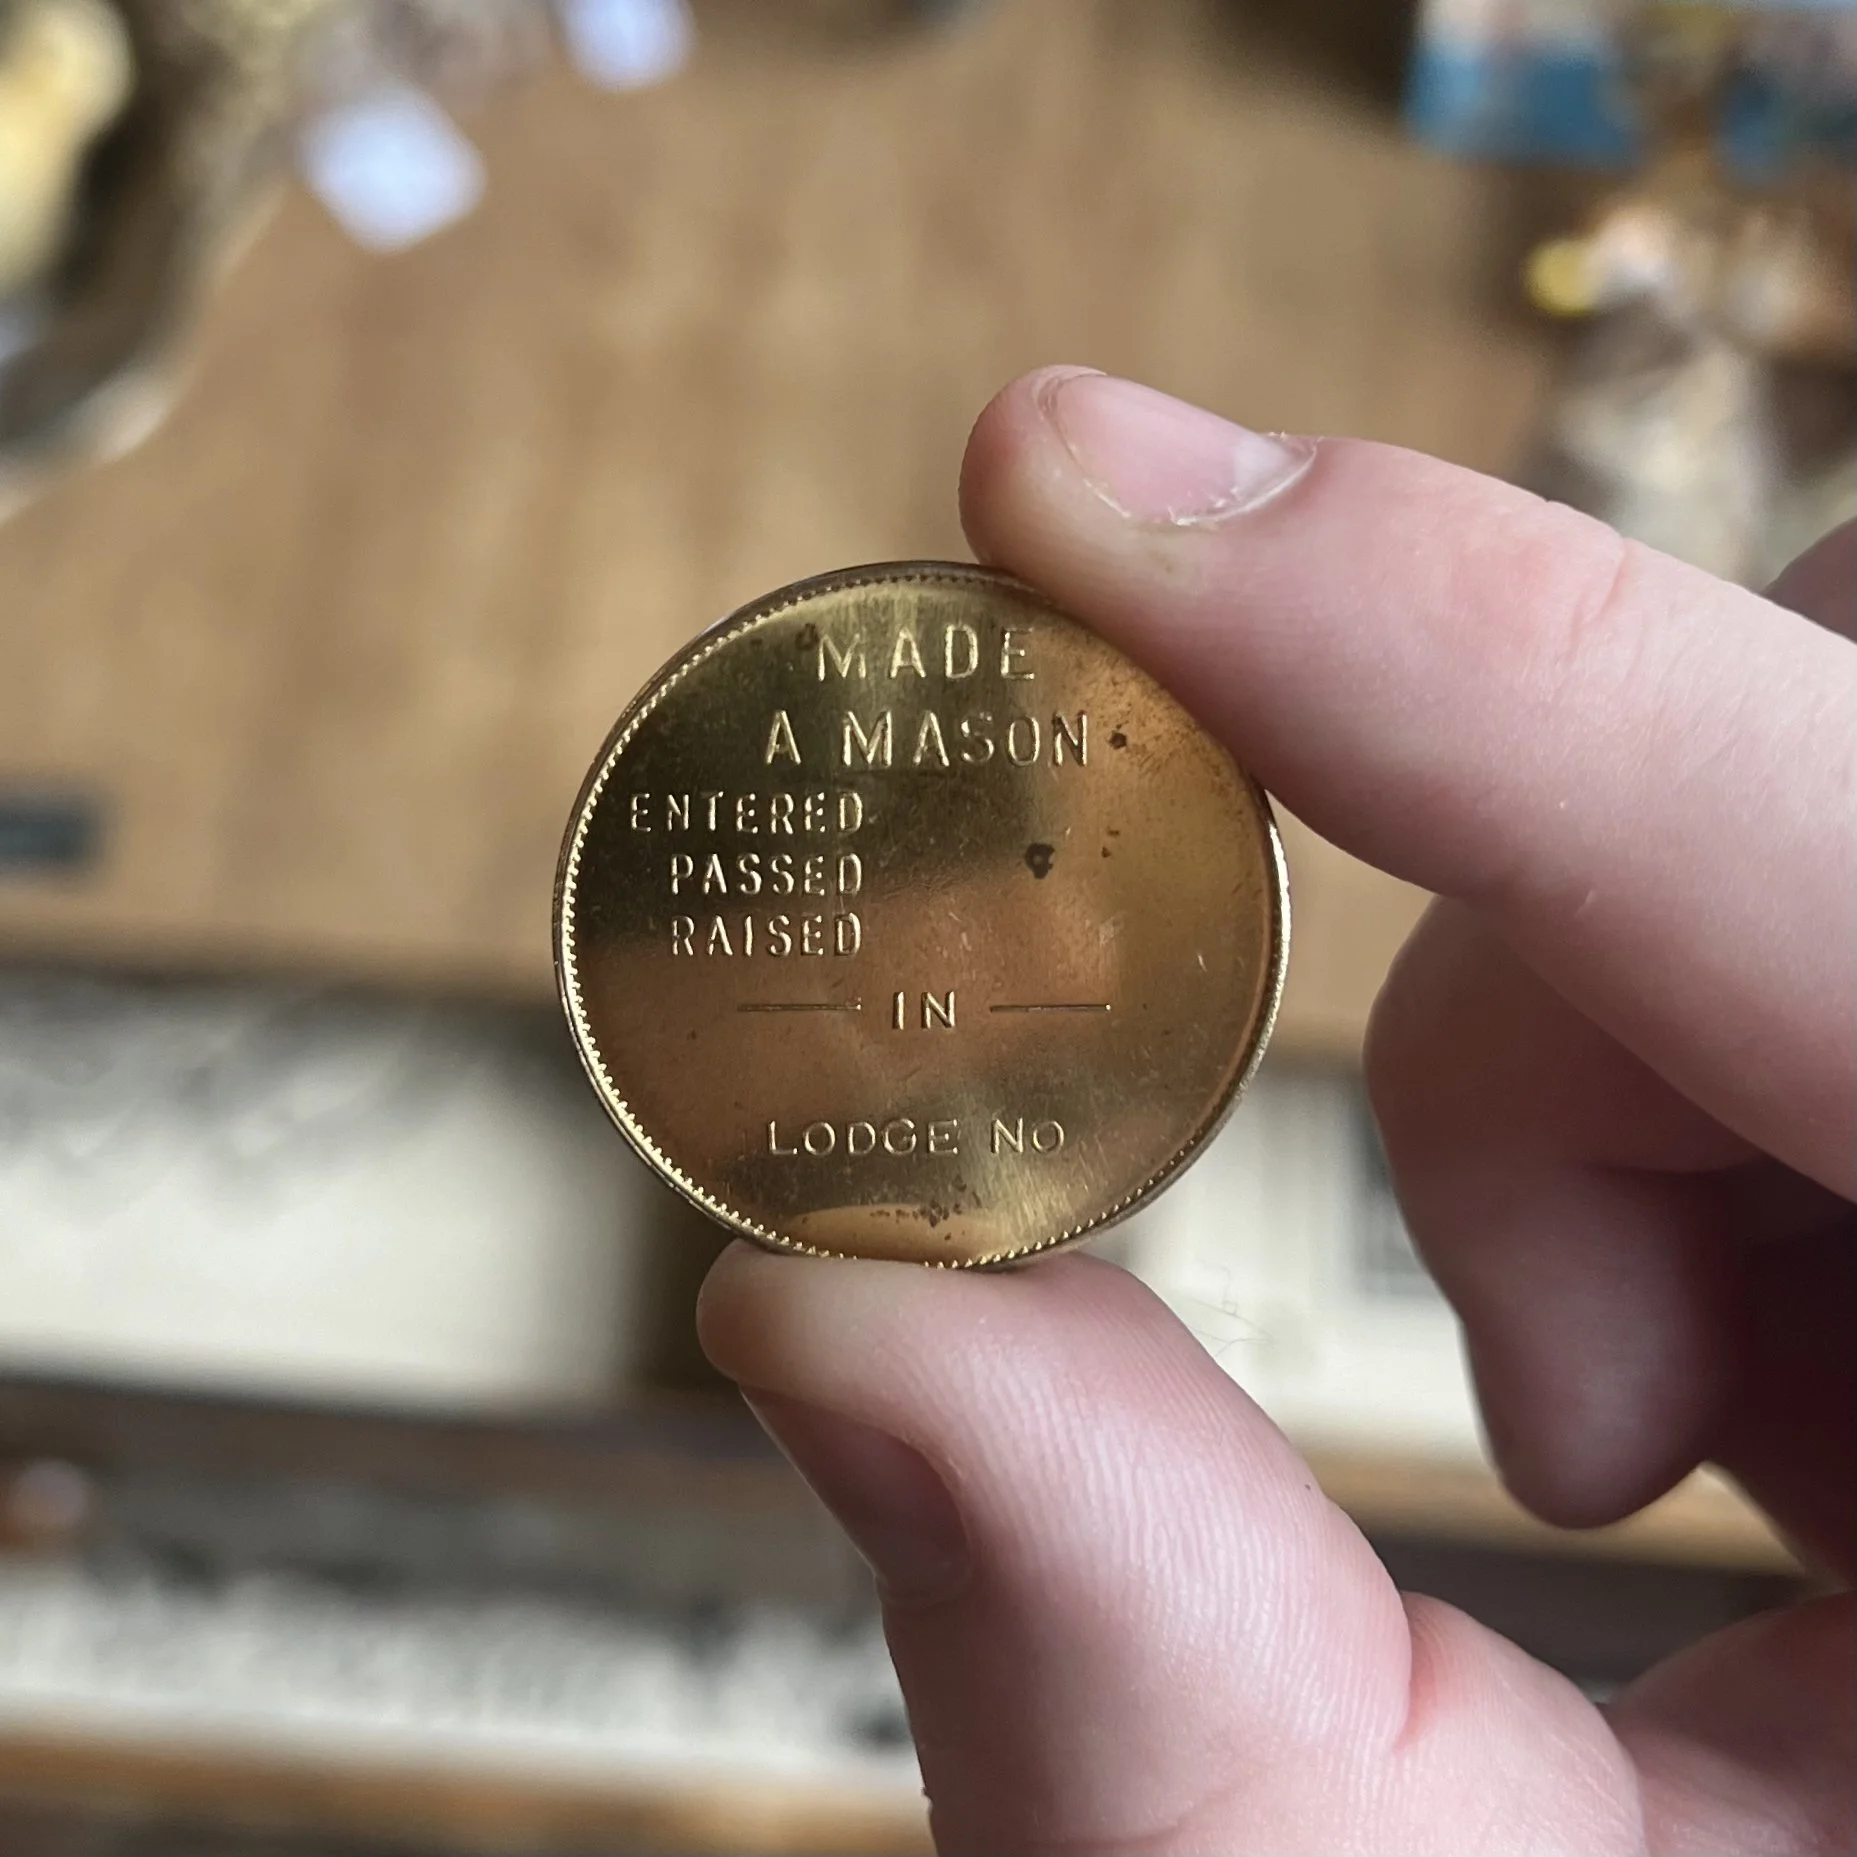 MADE
A MASON
ENTERED
PASSED
RAISED
IN
LODGE NO